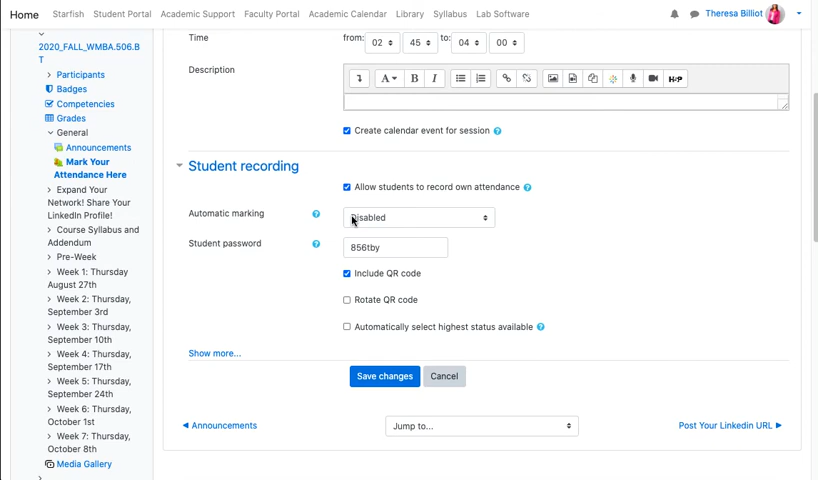 Home Starfish Student Portal Academic Support Faculty Portal Academic Calendar Library Syllabus Lab Software Theresa Billiot
2020_FALL_WMBA.506.B
T
Participants
Badges
Competencies
Grades
General
Announcements
Mark Your
Attendance Here
Expand Your
Network! Share Your
LinkedIn Profile!
Course Syllabus and
Addendum
Pre-Week
Week 1: Thursday
August 27th
Week 2: Thursday,
September 3rd
Week 3: Thursday,
September 10th
Week 4: Thursday,
September 17th
Week 5: Thursday,
September 24th
Week 6: Thursday,
October 1st
Week 7: Thursday,
October 8th
Media Gallery
Time from: 02 45 to: 04 00
Description
A B I H-P
Create calendar event for session
Student recording
Allow students to record own attendance
Automatic marking Disabled
Student password 856tby
Include QR code
Rotate QR code
Automatically select highest status available
Show more...
Save changes Cancel
Announcements Jump to... Post Your Linkedin URL